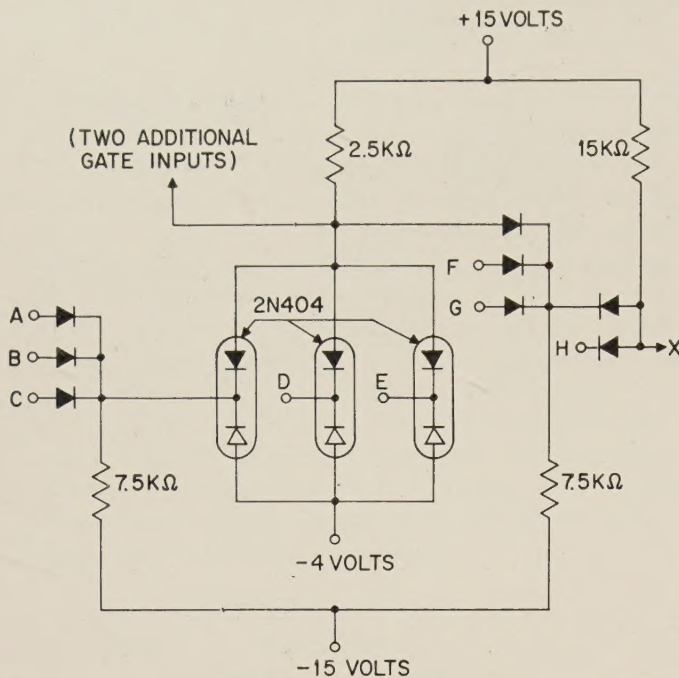 +15 VOLTS
(TWO ADDITIONAL
GATE INPUTS)
2.5KΩ
15KΩ
F
G
H
X
A
B
C
2N404
D
E
7.5KΩ
7.5KΩ
-4 VOLTS
-15 VOLTS